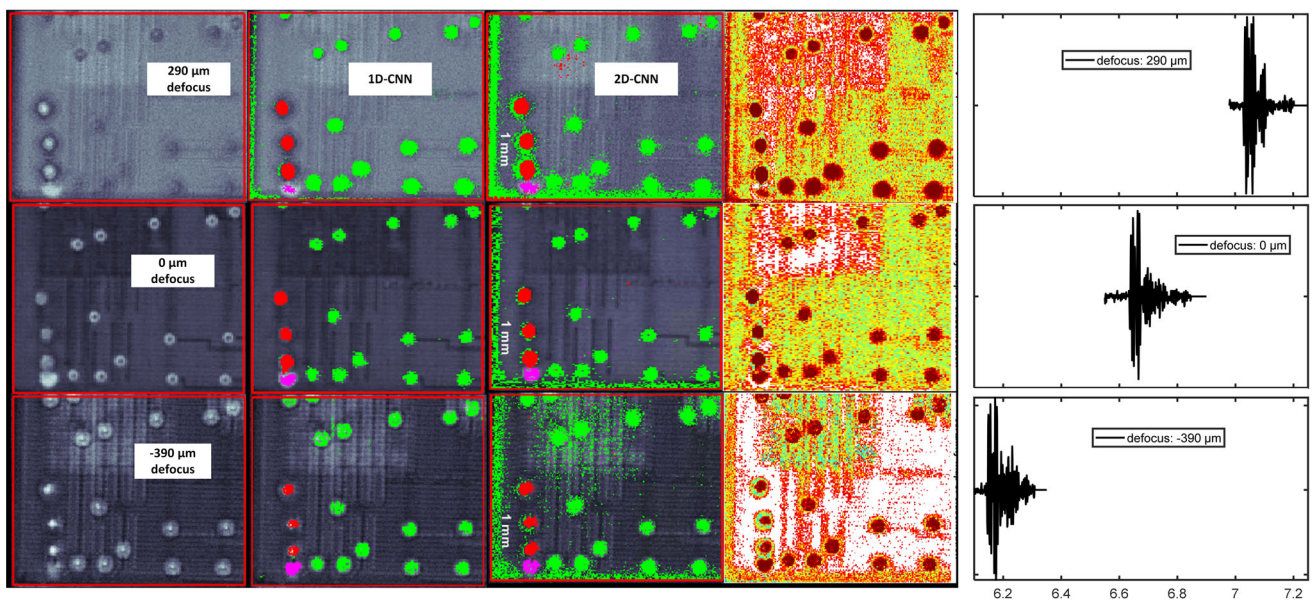 290 µm
defocus
1D-CNN
2D-CNN
1 mm
defocus: 290 µm
0 µm
defocus
1 mm
defocus: 0 µm
-390 µm
defocus
1 mm
defocus: -390 µm
6.2 6.4 6.6 6.8 7 7.2